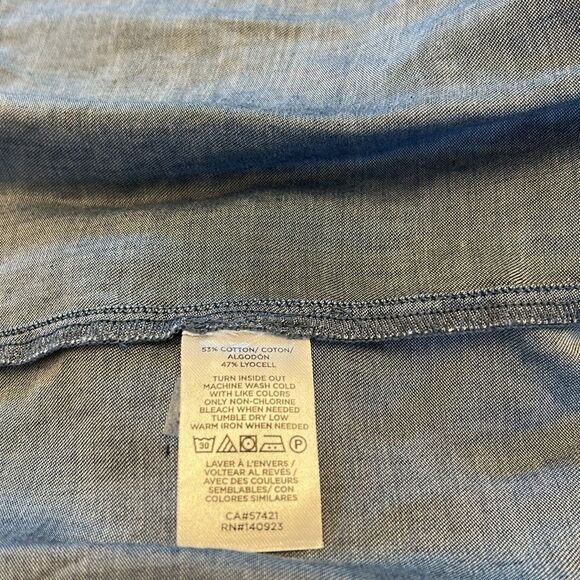 53% COTTON/ COTON/
ALGODÓN
47% LYOCELL
TURN INSIDE OUT
MACHINE WASH COLD
WITH LIKE COLORS
ONLY NON-CHLORINE
BLEACH WHEN NEEDED
TUMBLE DRY LOW
WARM IRON WHEN NEEDED
30 P
LAVER À L'ENVERS /
VOLTEAR AL REVÉS /
AVEC DES COULEURS
SEMBLABLES/ CON
COLORES SIMILARES
CA#57421
RN#140923